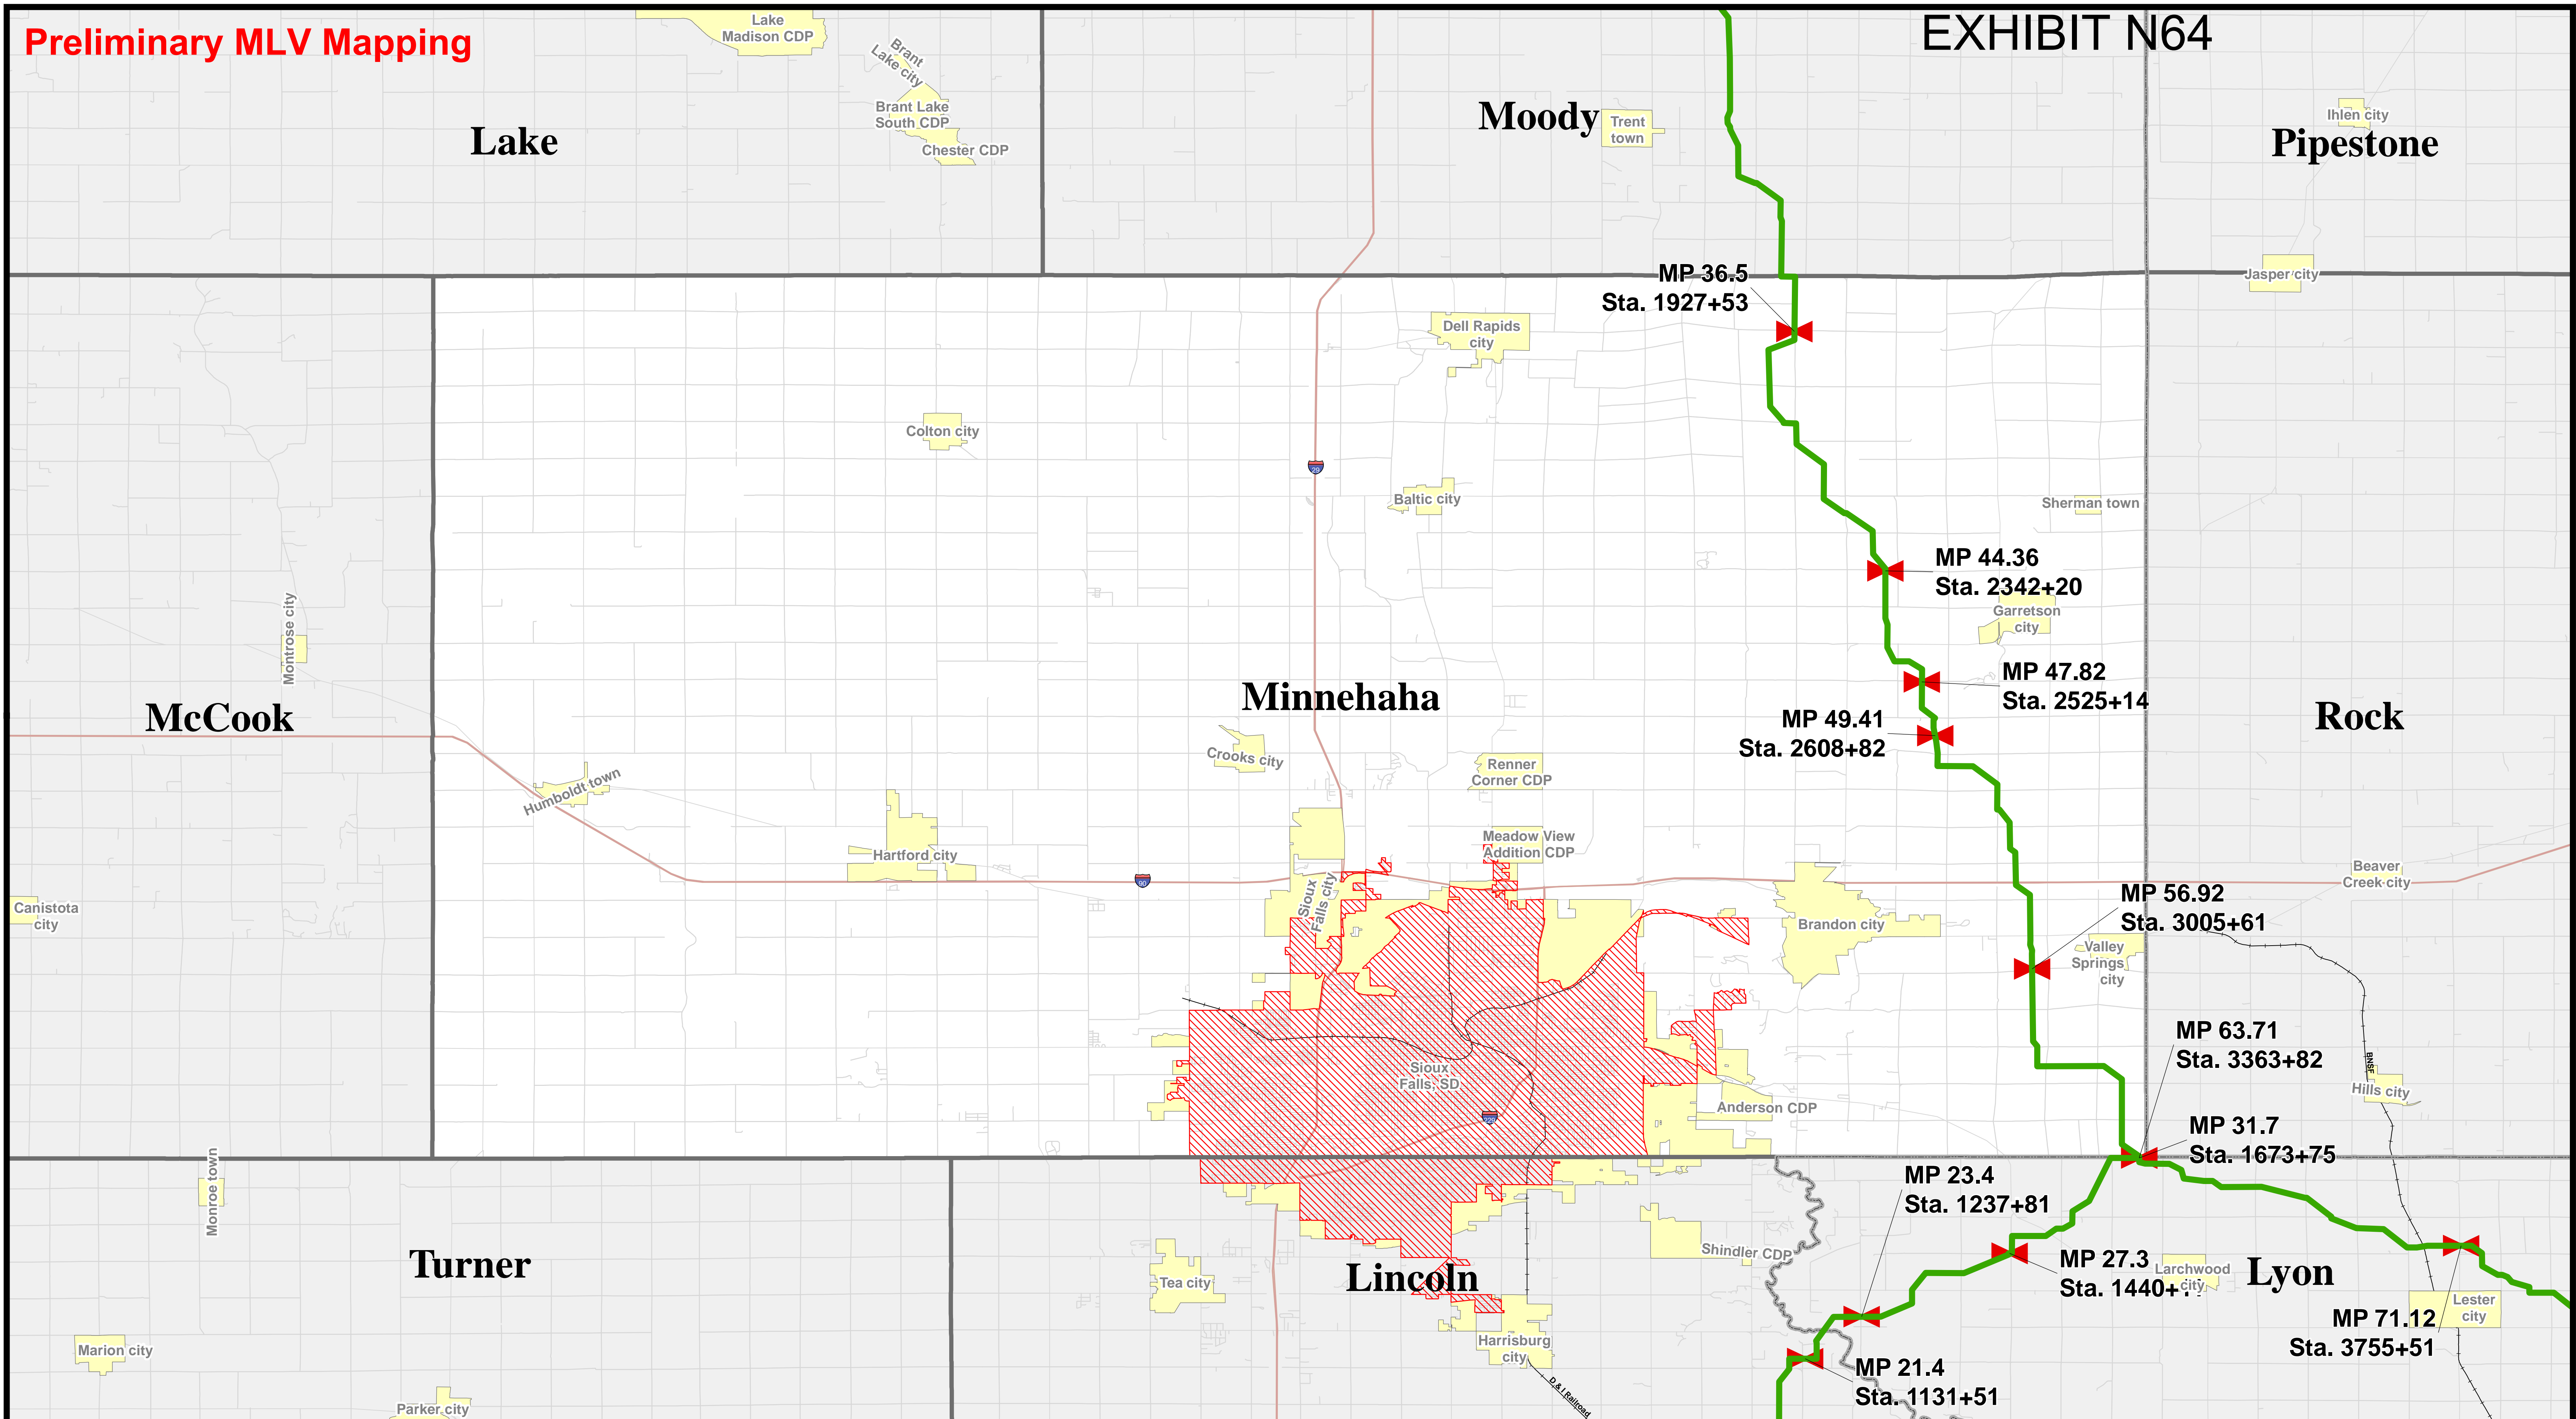 Preliminary MLV Mapping
EXHIBIT N64
Lake
Madison CDP
Brant
Lake city
Brant Lake
South CDP
Chester CDP
Lake
Moody
Trent
town
Ihlen city
Pipestone
Jasper city
MP 36.5
Sta. 1927+53
Dell Rapids
city
Colton city
29
Baltic city
Sherman town
MP 44.36
Sta. 2342+20
Garretson
city
Montrose city
MP 47.82
Sta. 2525+14
McCook
Minnehaha
MP 49.41
Sta. 2608+82
Rock
Crooks city
Renner
Corner CDP
Humboldt town
Meadow View
Addition CDP
Hartford city
90
Sioux
Falls city
Beaver
Creek city
MP 56.92
Sta. 3005+61
Canistota
city
Brandon city
Valley
Springs
city
MP 63.71
Sta. 3363+82
BNSF
Sioux
Falls, SD
229
Hills city
Anderson CDP
MP 31.7
Sta. 1673+75
Monroe town
MP 23.4
Sta. 1237+81
Turner
Tea city
Lincoln
Shindler CDP
MP 27.3
Sta. 1440+
Larchwood
city
Lyon
Lester
city
MP 71.12
Sta. 3755+51
Marion city
Harrisburg
city
MP 21.4
Sta. 1131+51
D & I Railroad
Parker city